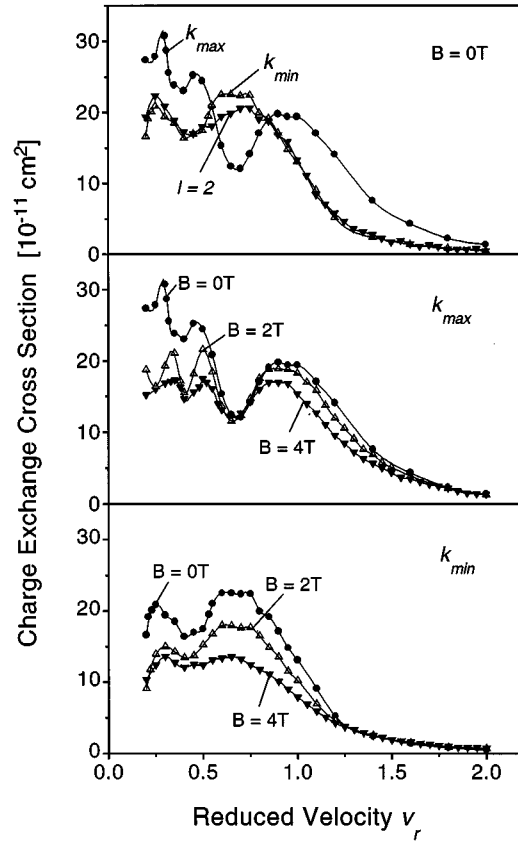 Charge Exchange Cross Section [10⁻¹¹ cm²]
30
20
10
0
k_max
k_min
B = 0T
l = 2
30
20
10
0
B = 0T
k_max
B = 2T
B = 4T
30
20
10
0
k_min
B = 0T
B = 2T
B = 4T
0.0 0.5 1.0 1.5 2.0
Reduced Velocity v_r